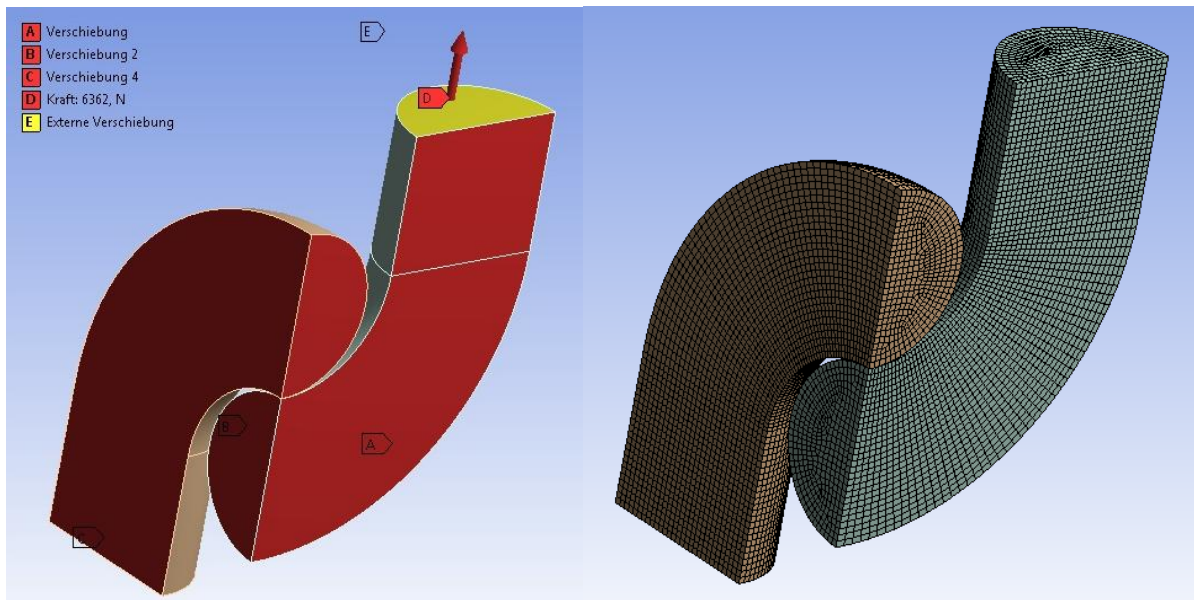 A Verschiebung
B Verschiebung 2
C Verschiebung 4
D Kraft: 6362, N
E Externe Verschiebung
E
D
B
A
C